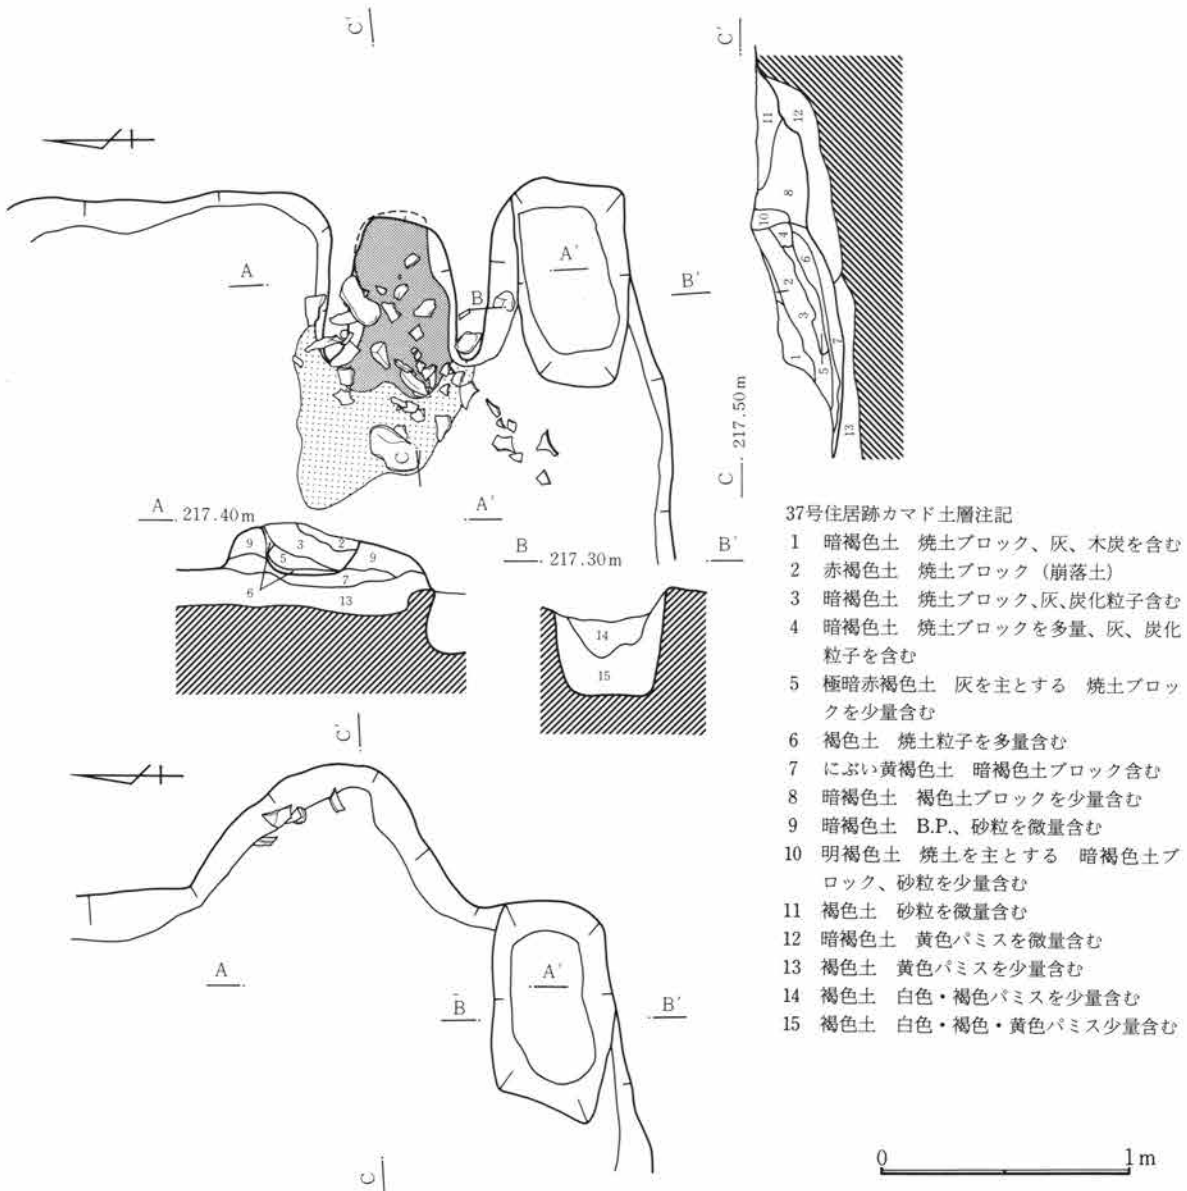 C'
C'
11
12
8
10
4
6
2
3
7
1
5
13
A
A'
B'
B
C
C 217.50m
A 217.40m
A'
B 217.30m
B'
9
3
2
9
5
7
6
13
14
15
37号住居跡カマド土層注記
1 暗褐色土 焼土ブロック、灰、木炭を含む
2 赤褐色土 焼土ブロック（崩落土）
3 暗褐色土 焼土ブロック、灰、炭化粒子含む
4 暗褐色土 焼土ブロックを多量、灰、炭化
粒子を含む
5 極暗赤褐色土 灰を主とする 焼土ブロッ
クを少量含む
6 褐色土 焼土粒子を多量含む
7 にぶい黄褐色土 暗褐色土ブロック含む
8 暗褐色土 褐色土ブロックを少量含む
9 暗褐色土 B.P.、砂粒を微量含む
10 明褐色土 焼土を主とする 暗褐色土ブ
ロック、砂粒を少量含む
11 褐色土 砂粒を微量含む
12 暗褐色土 黄色パミスを微量含む
13 褐色土 黄色パミスを少量含む
14 褐色土 白色・褐色パミスを少量含む
15 褐色土 白色・褐色・黄色パミス少量含む
C'
A
A'
B
B'
C
0 1m